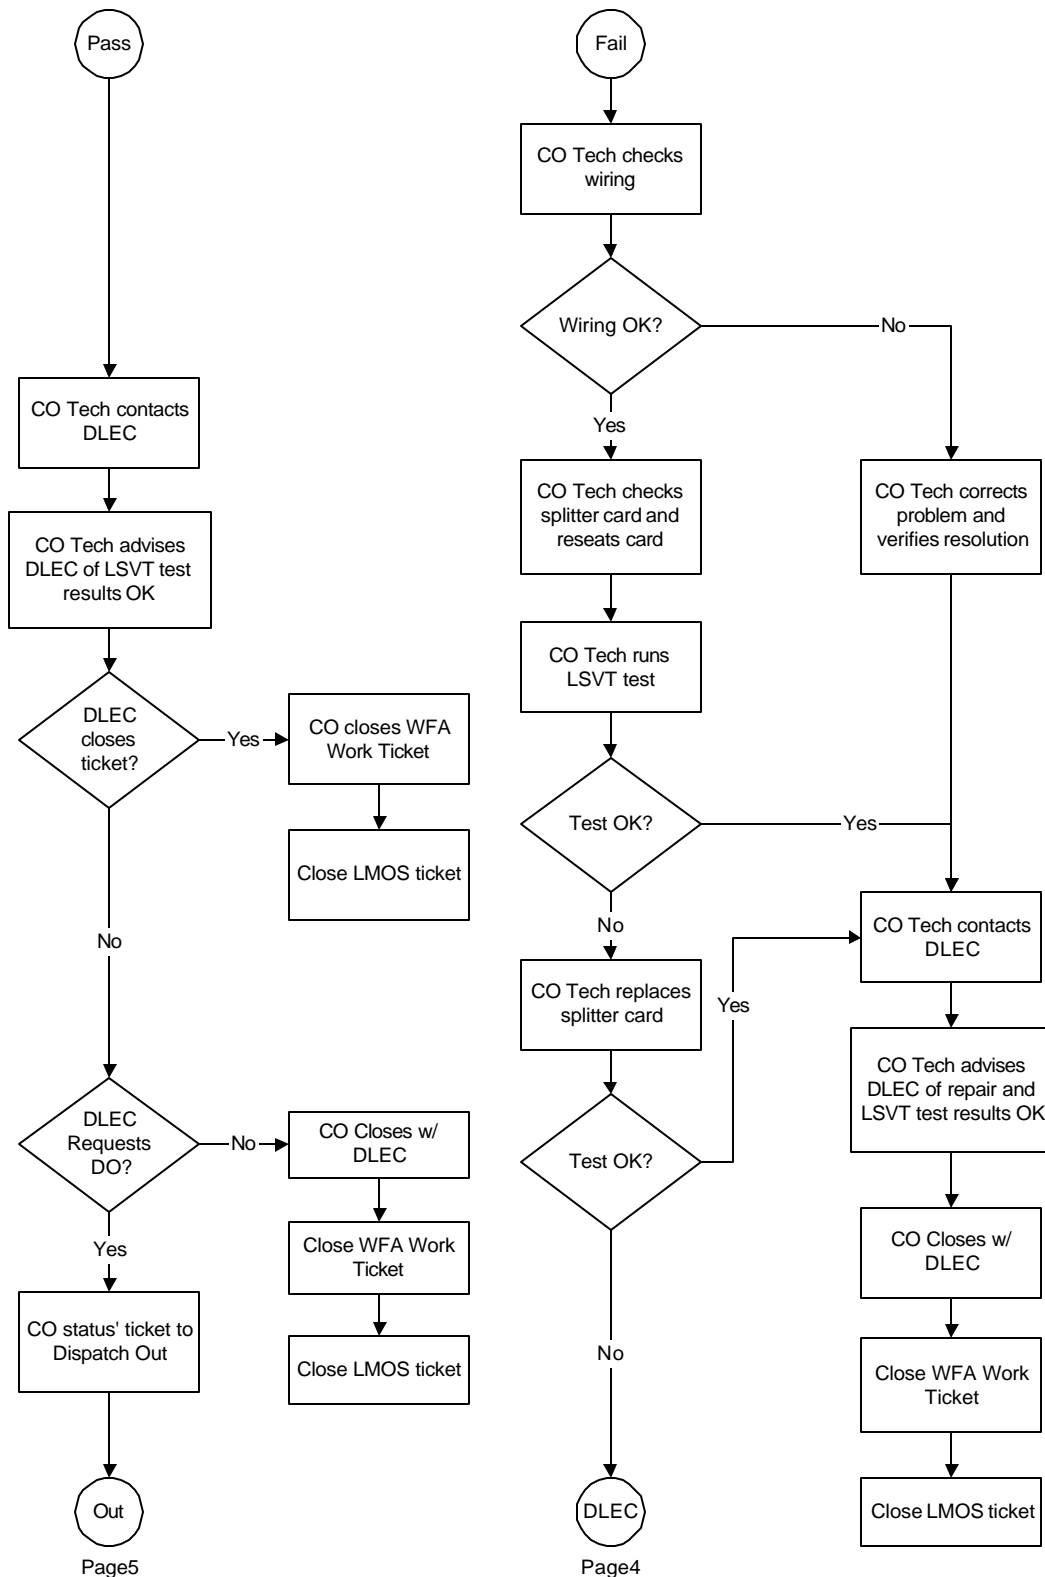 Pass
CO Tech contacts
DLEC
CO Tech advises
DLEC of LSVT test
results OK
DLEC
closes
ticket?
Yes
CO closes WFA
Work Ticket
Close LMOS ticket
No
DLEC
Requests
DO?
No
CO Closes w/
DLEC
Close WFA Work
Ticket
Close LMOS ticket
Yes
CO status' ticket to
Dispatch Out
Out
Page5
Fail
CO Tech checks
wiring
Wiring OK?
No
CO Tech corrects
problem and
verifies resolution
Yes
CO Tech checks
splitter card and
reseats card
CO Tech runs
LSVT test
Test OK?
Yes
No
CO Tech replaces
splitter card
Test OK?
Yes
CO Tech contacts
DLEC
CO Tech advises
DLEC of repair and
LSVT test results OK
CO Closes w/
DLEC
Close WFA Work
Ticket
Close LMOS ticket
No
DLEC
Page4